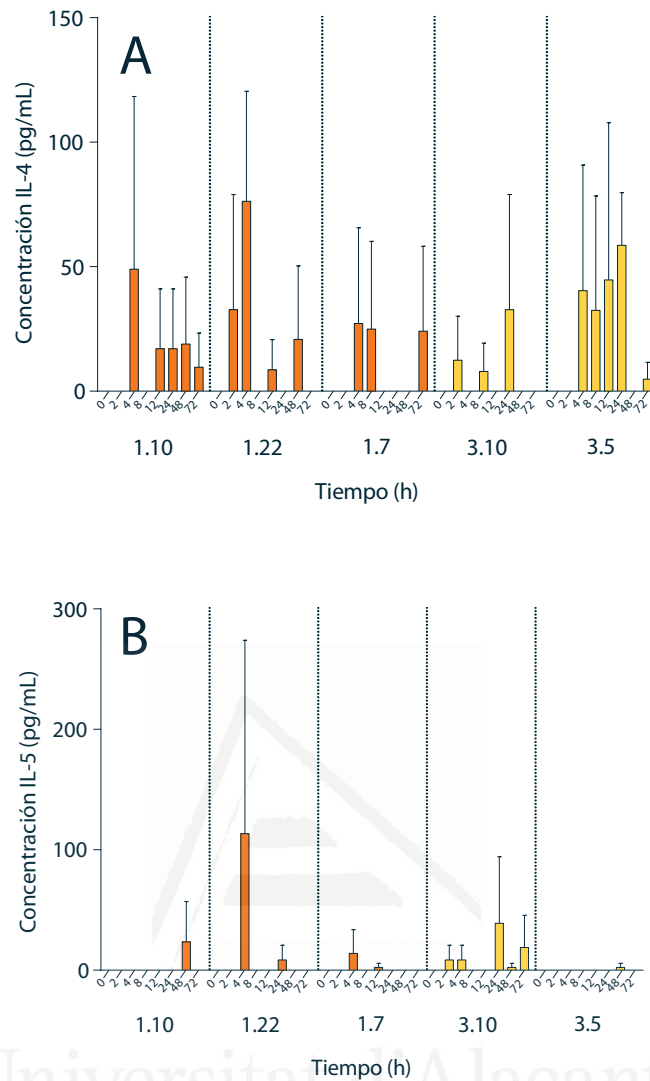 150
A
100
50
0
Concentración IL-4 (pg/mL)
0 2 4 8 12 24 48 72 0 2 4 8 12 24 48 72 0 2 4 8 12 24 48 72 0 2 4 8 12 24 48 72 0 2 4 8 12 24 48 72
1.10 1.22 1.7 3.10 3.5
Tiempo (h)
300
B
200
100
0
Concentración IL-5 (pg/mL)
0 2 4 8 12 24 48 72 0 2 4 8 12 24 48 72 0 2 4 8 12 24 48 72 0 2 4 8 12 24 48 72 0 2 4 8 12 24 48 72
1.10 1.22 1.7 3.10 3.5
Tiempo (h)
Universitat d'Alacant